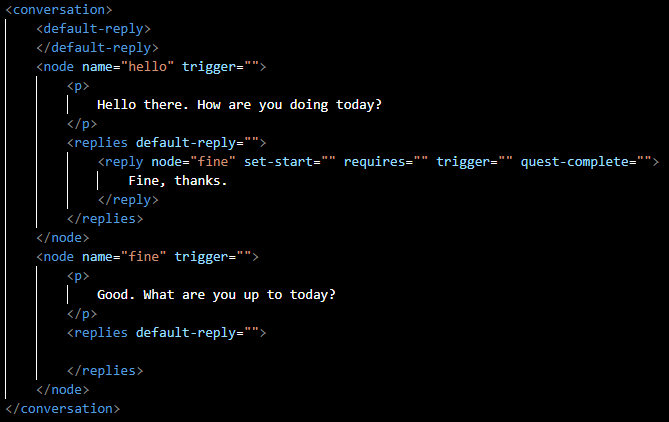 <conversation>
<default-reply>
</default-reply>
<node name="hello" trigger="">
<p>
Hello there. How are you doing today?
</p>
<replies default-reply="">
<reply node="fine" set-start="" requires="" trigger="" quest-complete="">
Fine, thanks.
</reply>
</replies>
</node>
<node name="fine" trigger="">
<p>
Good. What are you up to today?
</p>
<replies default-reply="">
</replies>
</node>
</conversation>